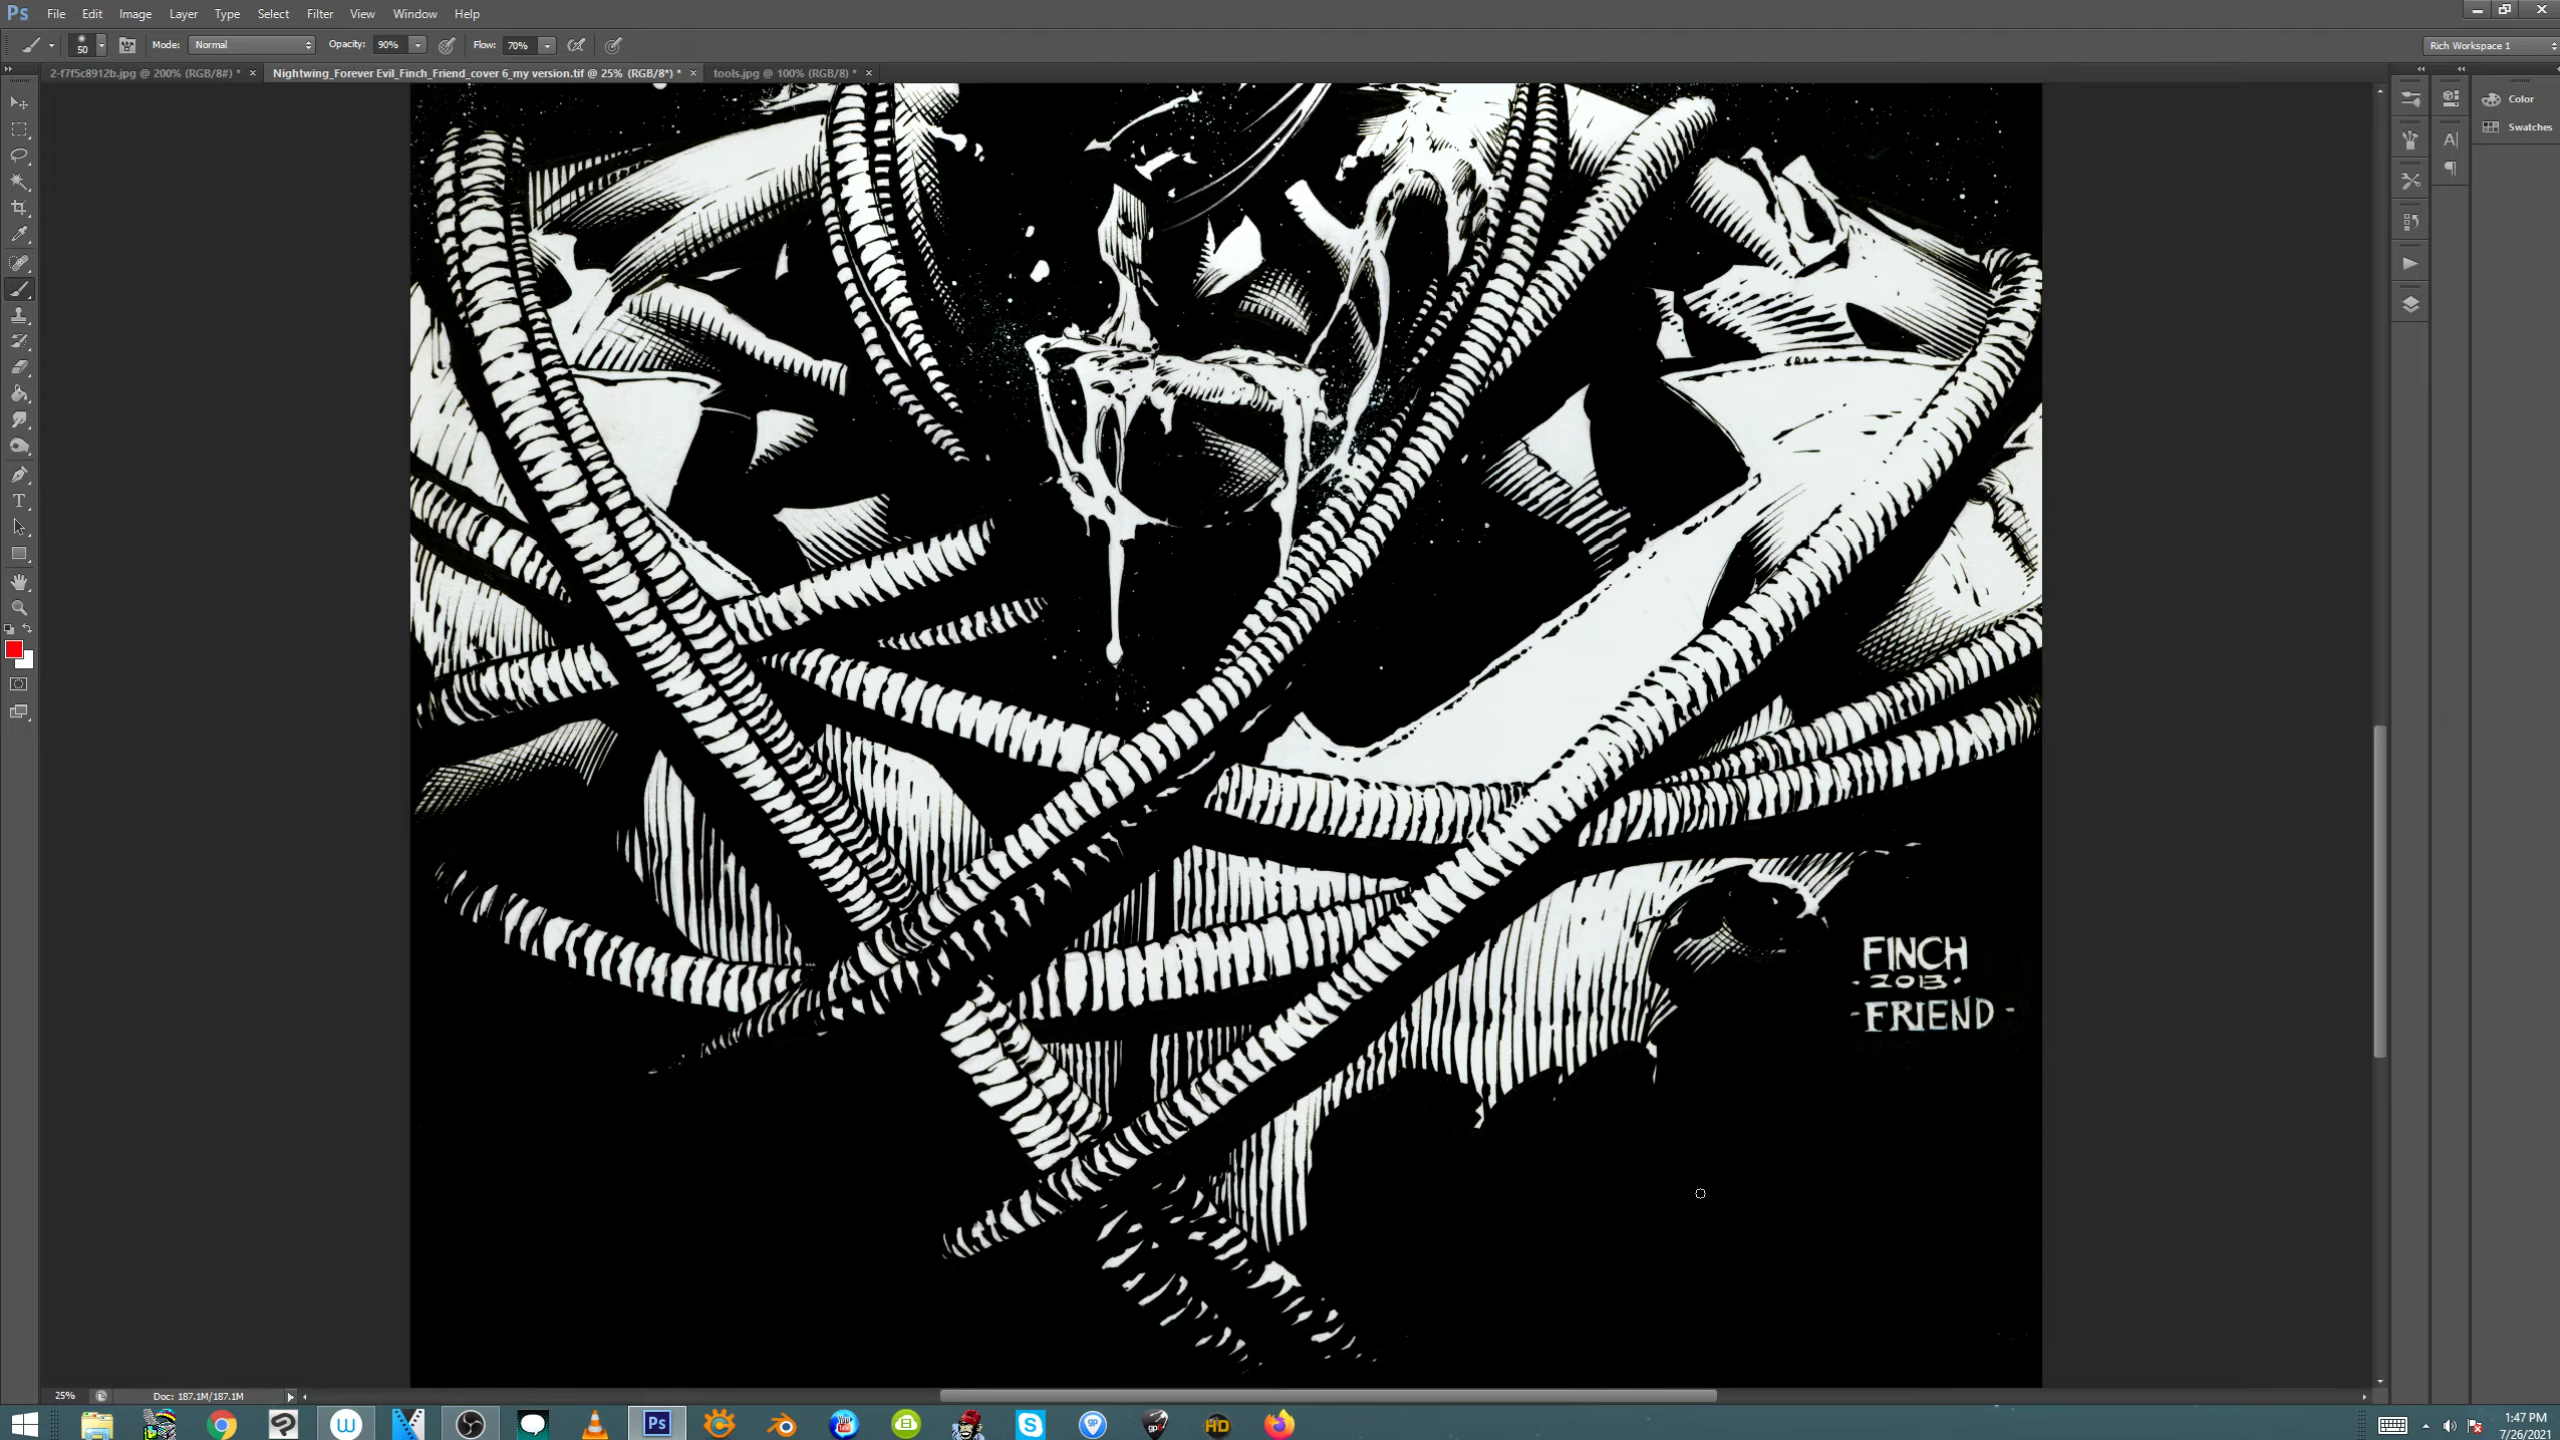 Ps File Edit Image Layer Type Select Filter View Window Help
50 Mode: Normal Opacity: 90% Flow: 70% Rich Workspace 1
2-f7f5c8912b.jpg @ 200% (RGB/8#) * Nightwing_Forever Evil_Finch_Friend_cover 6_my version.tif @ 25% (RGB/8*) * tools.jpg @ 100% (RGB/8) *
Color
Swatches
FINCH
·2013·
-FRIEND-
25% Doc: 187.1M/187.1M
1:47 PM
7/26/2021